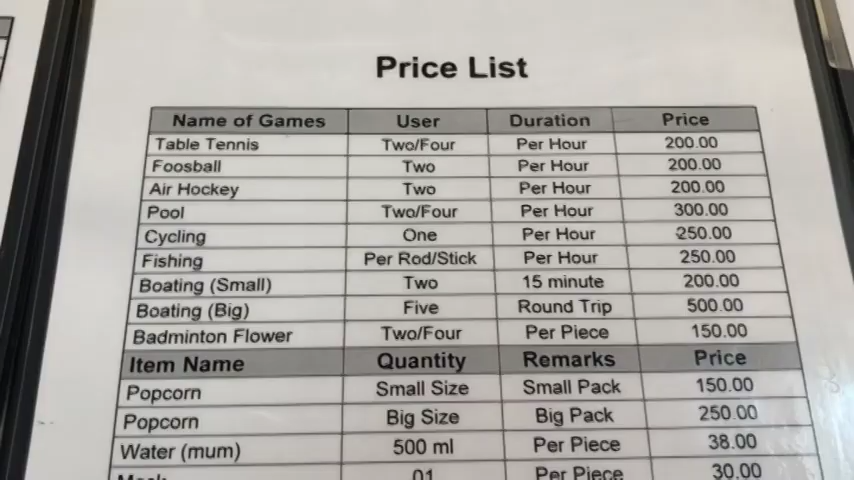 Price List
Name of Games User Duration Price
Table Tennis Two/Four Per Hour 200.00
Foosball Two Per Hour 200.00
Air Hockey Two Per Hour 200.00
Pool Two/Four Per Hour 300.00
Cycling One Per Hour 250.00
Fishing Per Rod/Stick Per Hour 250.00
Boating (Small) Two 15 minute 200.00
Boating (Big) Five Round Trip 500.00
Badminton Flower Two/Four Per Piece 150.00
Item Name Quantity Remarks Price
Popcorn Small Size Small Pack 150.00
Popcorn Big Size Big Pack 250.00
Water (mum) 500 ml Per Piece 38.00
01 Per Piece 30.00